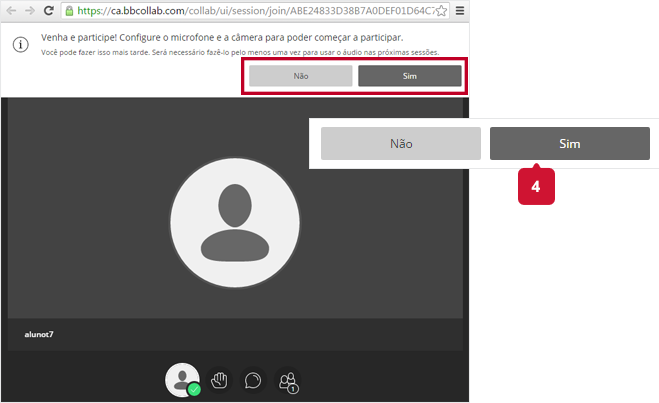 https://ca.bbcollab.com/collab/ui/session/join/ABE24833D38B7A0DEF01D64C7
Venha e participe! Configure o microfone e a câmera para poder começar a participar.
Você pode fazer isso mais tarde. Será necessário fazê-lo pelo menos uma vez para usar o áudio nas próximas sessões.
Não Sim
Não Sim
4
alunot7
1